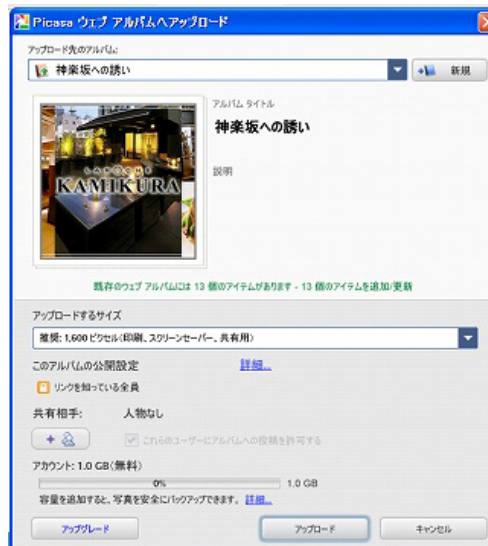 Picasa ウェブ アルバムへアップロード
アップロード先のアルバム:
神楽坂への誘い
新規
アルバム タイトル
神楽坂への誘い
説明
LAPOCHE
KAMIKURA
既存のウェブ アルバムには 13 個のアイテムがあります - 13 個のアイテムを追加/更新
アップロードするサイズ
推奨: 1,600 ピクセル(印刷、スクリーンセーバー、共有用)
このアルバムの公開設定 詳細...
リンクを知っている全員
共有相手: 人物なし
これらのユーザーにアルバムへの投稿を許可する
アカウント: 1.0 GB(無料)
0% 1.0 GB
容量を追加すると、写真を安全にバックアップできます。 詳細...
アップグレード アップロード キャンセル